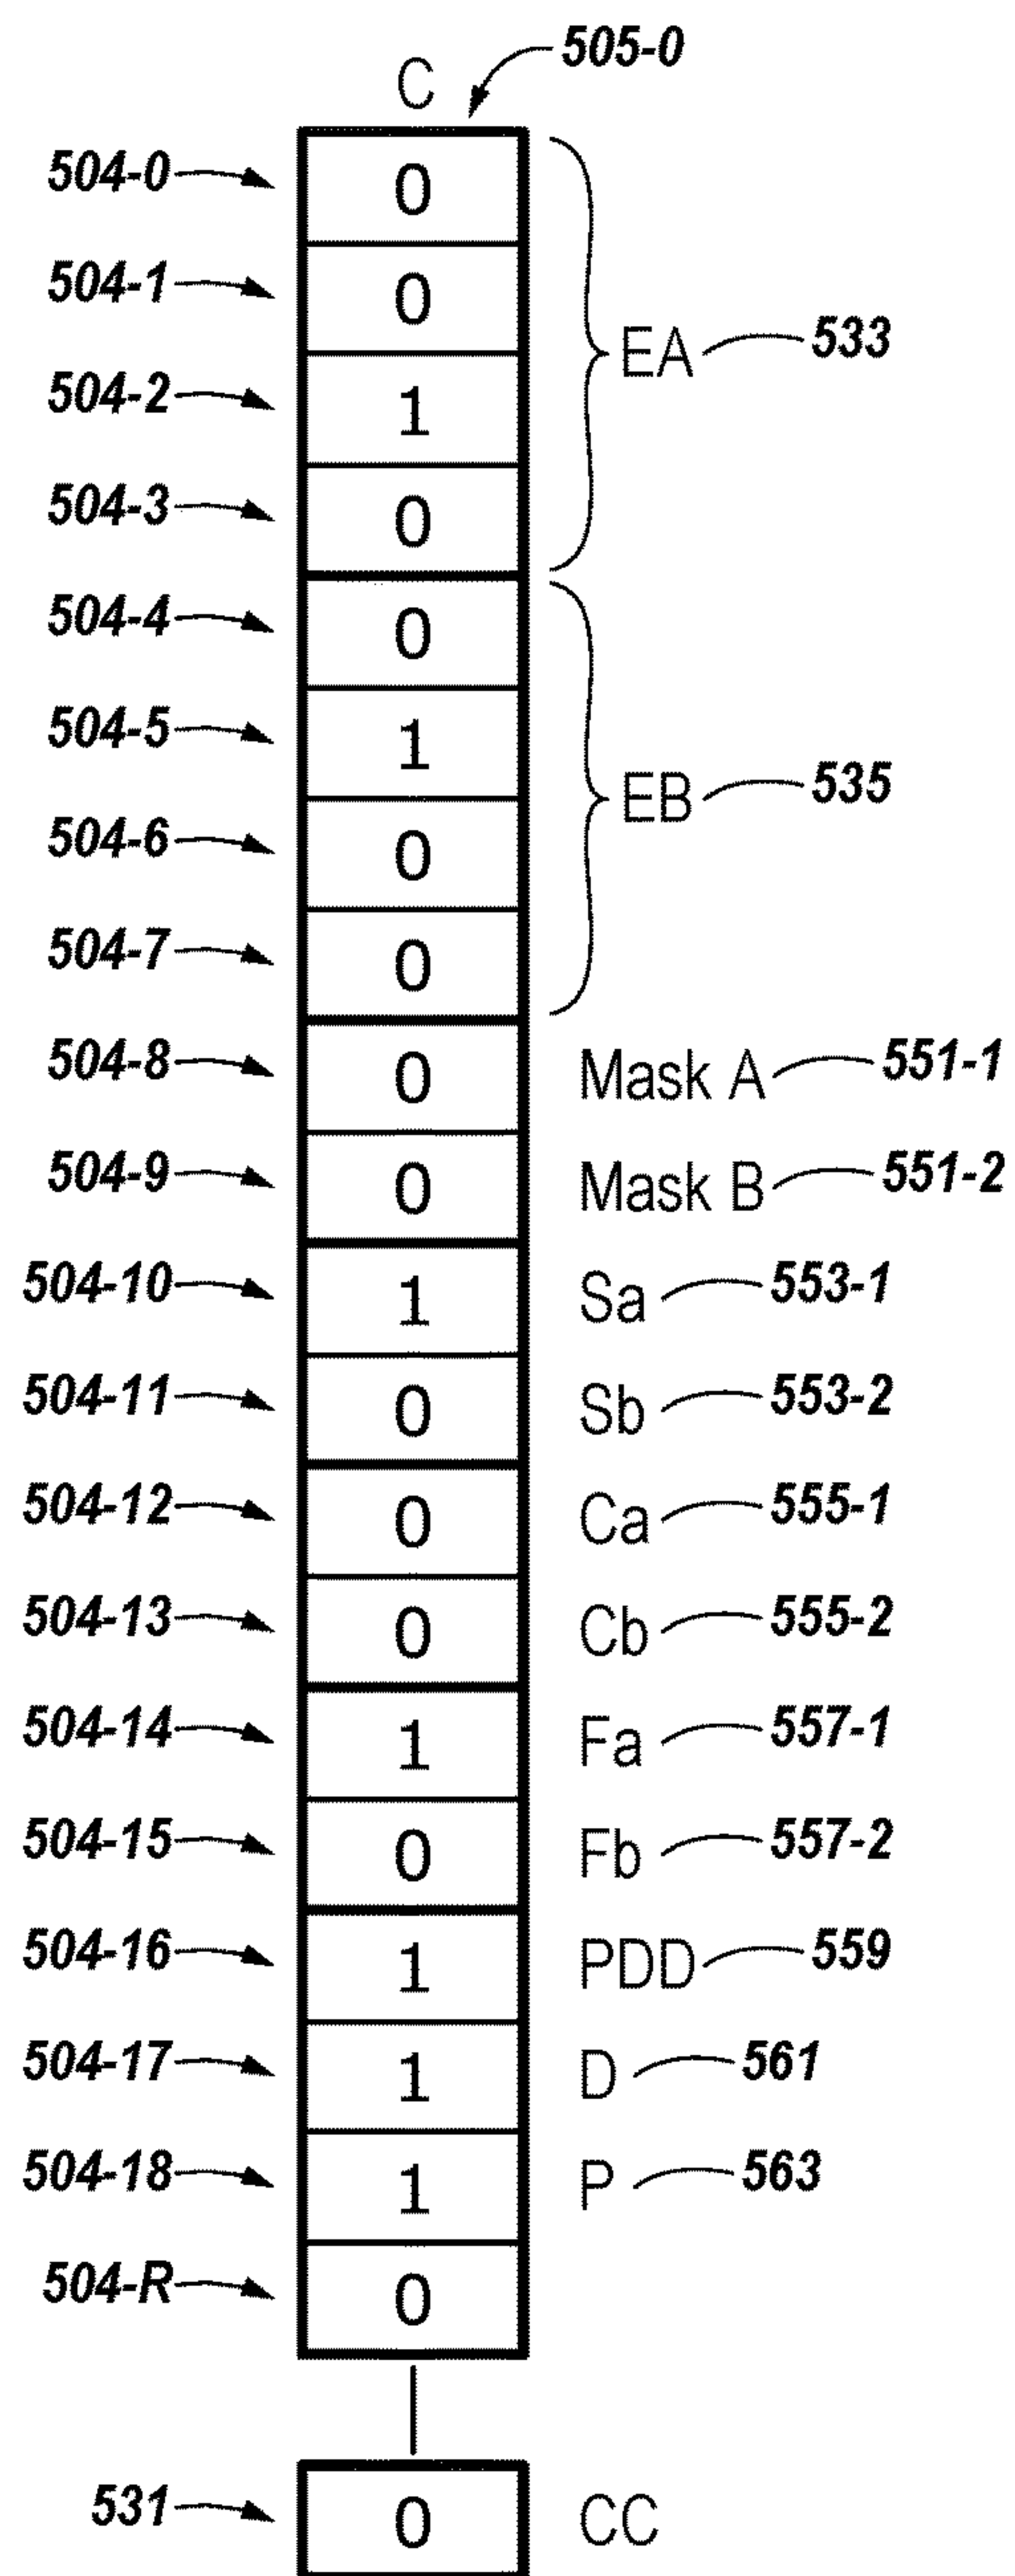 C 505-0
504-0 0
504-1 0
EA 533
504-2 1
504-3 0
504-4 0
504-5 1
EB 535
504-6 0
504-7 0
504-8 0 Mask A 551-1
504-9 0 Mask B 551-2
504-10 1 Sa 553-1
504-11 0 Sb 553-2
504-12 0 Ca 555-1
504-13 0 Cb 555-2
504-14 1 Fa 557-1
504-15 0 Fb 557-2
504-16 1 PDD 559
504-17 1 D 561
504-18 1 P 563
504-R 0
531 0 CC